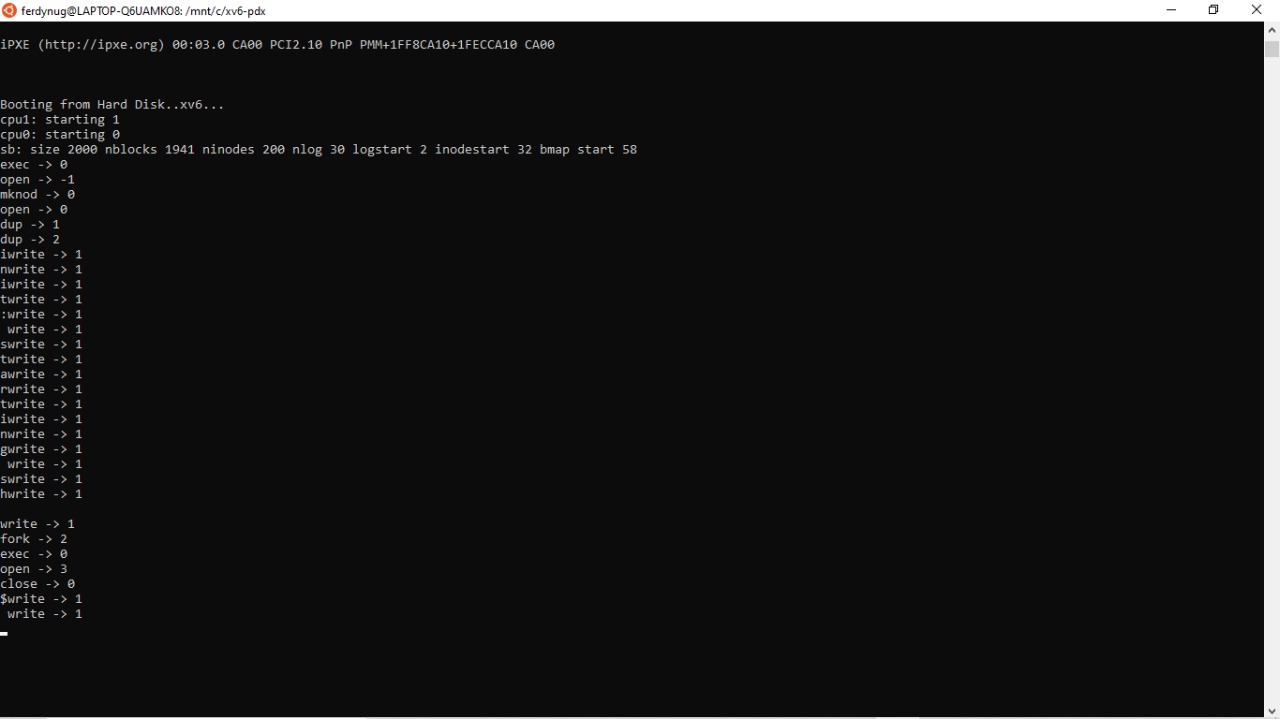 ferdynug@LAPTOP-Q6UAMKO8: /mnt/c/xv6-pdx
iPXE (http://ipxe.org) 00:03.0 CA00 PCI2.10 PnP PMM+1FF8CA10+1FECCA10 CA00
Booting from Hard Disk..xv6...
cpu1: starting 1
cpu0: starting 0
sb: size 2000 nblocks 1941 ninodes 200 nlog 30 logstart 2 inodestart 32 bmap start 58
exec -> 0
open -> -1
mknod -> 0
open -> 0
dup -> 1
dup -> 2
iwrite -> 1
nwrite -> 1
iwrite -> 1
twrite -> 1
:write -> 1
 write -> 1
swrite -> 1
twrite -> 1
awrite -> 1
rwrite -> 1
twrite -> 1
iwrite -> 1
nwrite -> 1
gwrite -> 1
 write -> 1
swrite -> 1
hwrite -> 1
write -> 1
fork -> 2
exec -> 0
open -> 3
close -> 0
$write -> 1
 write -> 1